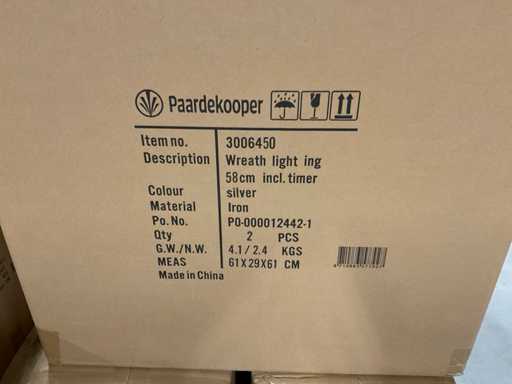 Paardekooper
Item no. 3006450
Description Wreath light ing
58cm incl. timer
Colour silver
Material Iron
Po. No. PO-000012442-1
Qty 2 PCS
G.W./N.W. 4.1 / 2.4 KGS
MEAS 61X29X61 CM
Made in China